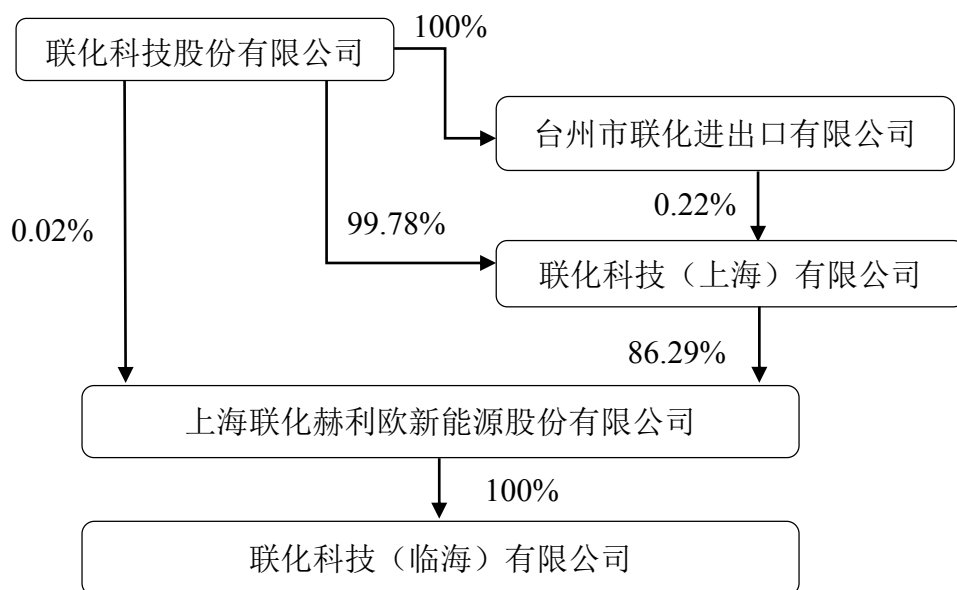 联化科技股份有限公司
100%
台州市联化进出口有限公司
0.02%
99.78%
0.22%
联化科技（上海）有限公司
86.29%
上海联化赫利欧新能源股份有限公司
100%
联化科技（临海）有限公司